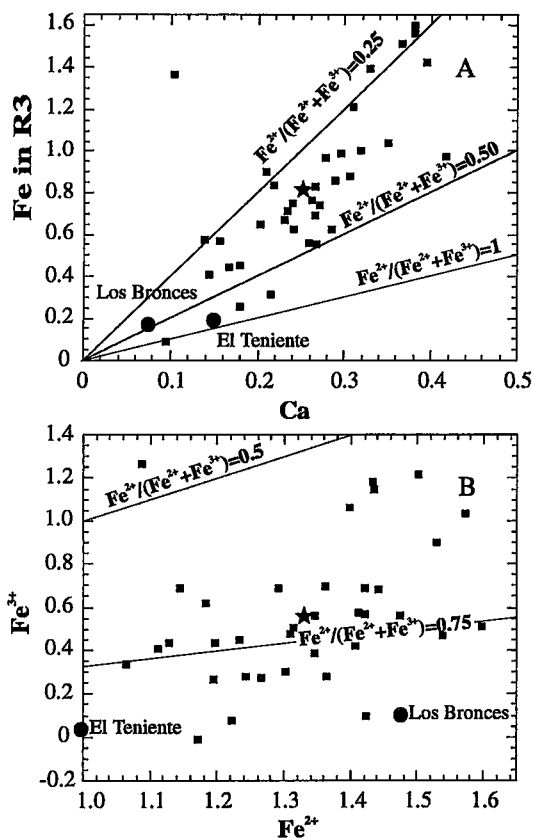 1.6
1.4
1.2
1.0
0.8
0.6
0.4
0.2
0
Fe in R3
A
Fe²⁺/(Fe²⁺+Fe³⁺)=0.25
Fe²⁺/(Fe²⁺+Fe³⁺)=0.50
Fe²⁺/(Fe²⁺+Fe³⁺)=1
Los Bronces
El Teniente
0 0.1 0.2 0.3 0.4 0.5
Ca
1.4
1.2
1.0
0.8
0.6
0.4
0.2
0
-0.2
Fe³⁺
B
Fe²⁺/(Fe²⁺+Fe³⁺)=0.5
Fe²⁺/(Fe²⁺+Fe³⁺)=0.75
El Teniente
Los Bronces
1.0 1.1 1.2 1.3 1.4 1.5 1.6
Fe²⁺